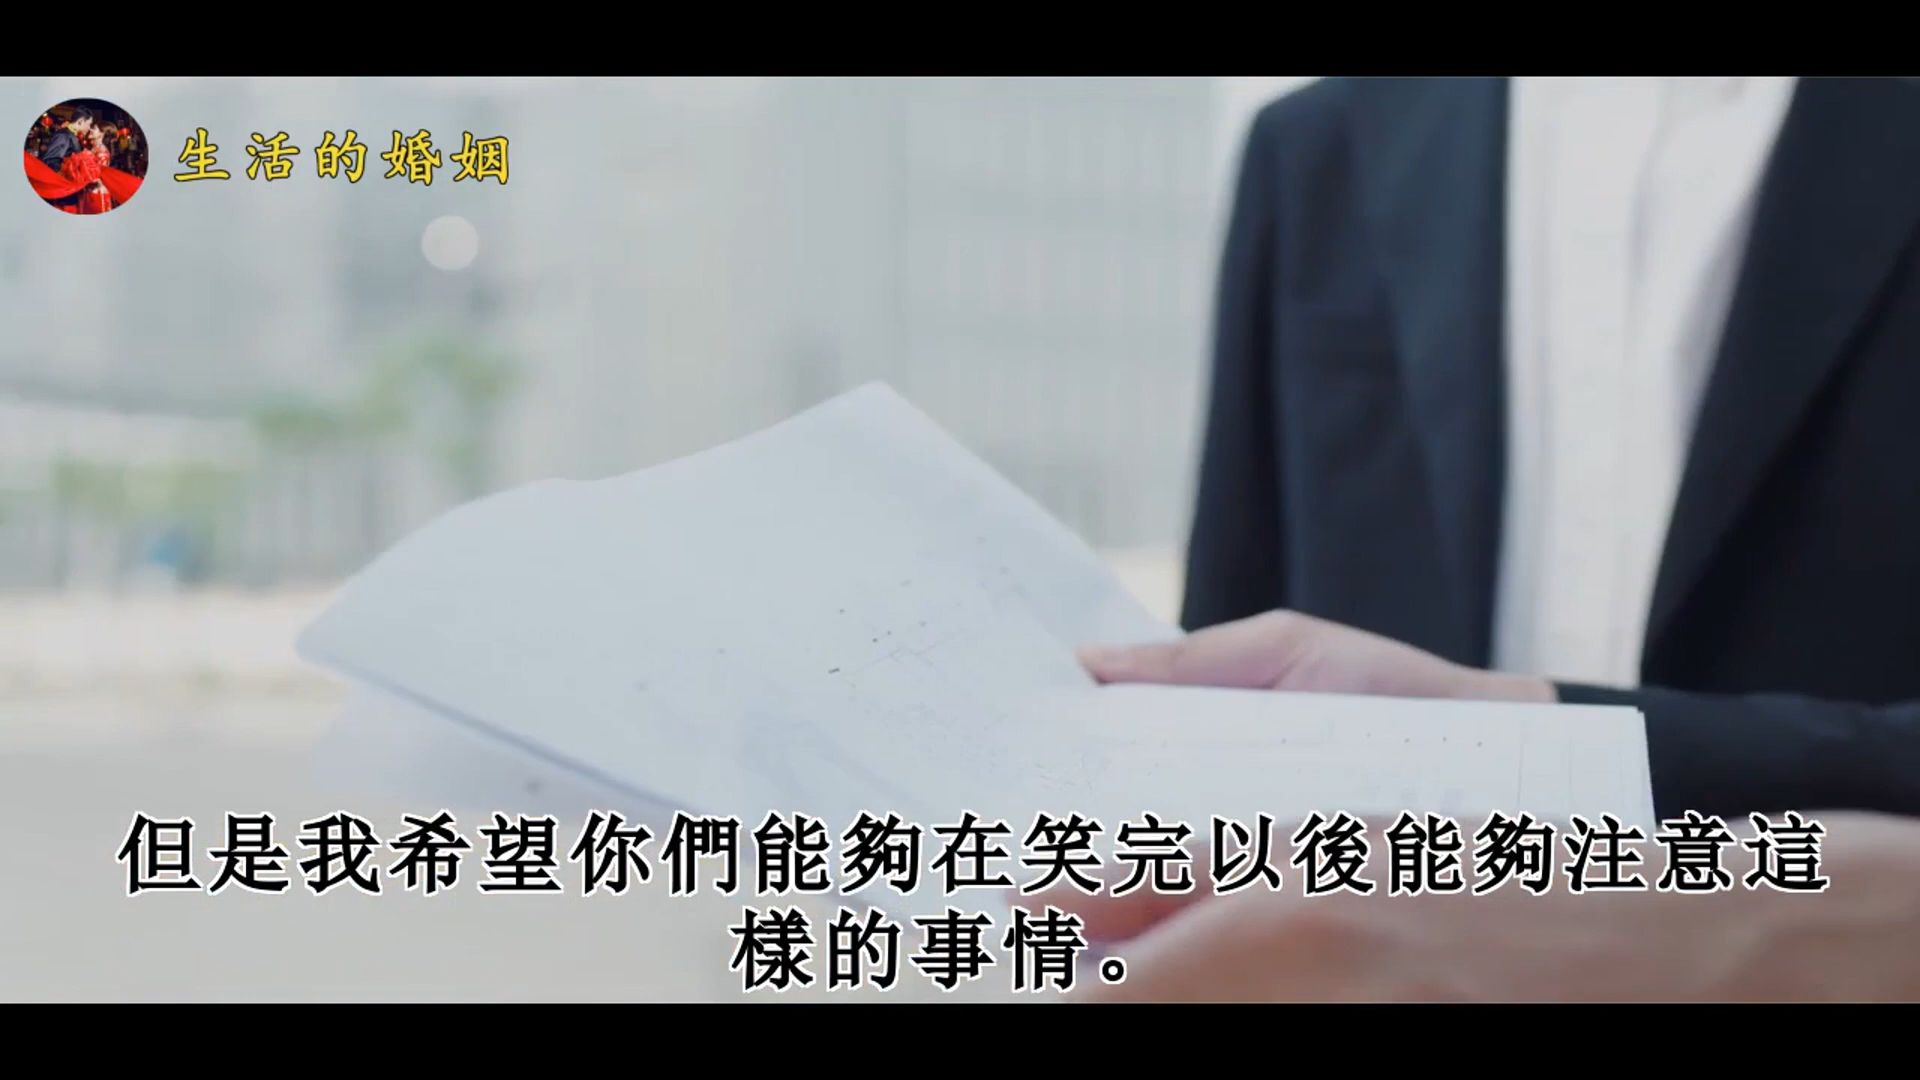 生活的婚姻
但是我希望你們能夠在笑完以後能夠注意這
樣的事情。